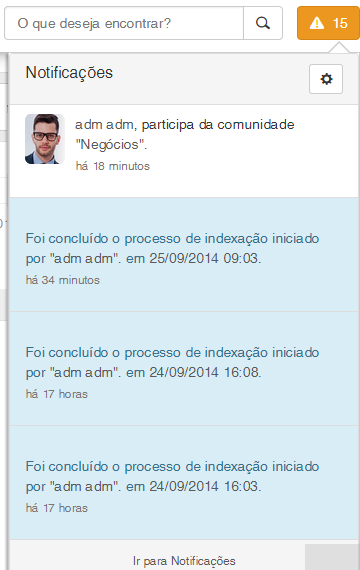 O que deseja encontrar?
15
Notificações
adm adm, participa da comunidade
"Negócios".
há 18 minutos
Foi concluído o processo de indexação iniciado
por "adm adm". em 25/09/2014 09:03.
há 34 minutos
Foi concluído o processo de indexação iniciado
por "adm adm". em 24/09/2014 16:08.
há 17 horas
Foi concluído o processo de indexação iniciado
por "adm adm". em 24/09/2014 16:03.
há 17 horas
Ir para Notificações